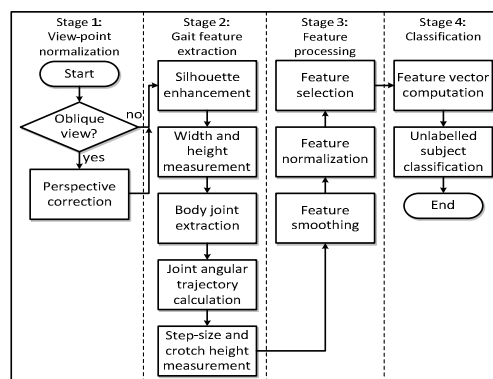 Stage 1:
View-point
normalization
Start
Oblique
view?
no
yes
Perspective
correction
Stage 2:
Gait feature
extraction
Silhouette
enhancement
Width and
height
measurement
Body joint
extraction
Joint angular
trajectory
calculation
Step-size and
crotch height
measurement
Stage 3:
Feature
processing
Feature
selection
Feature
normalization
Feature
smoothing
Stage 4:
Classification
Feature vector
computation
Unlabelled
subject
classification
End